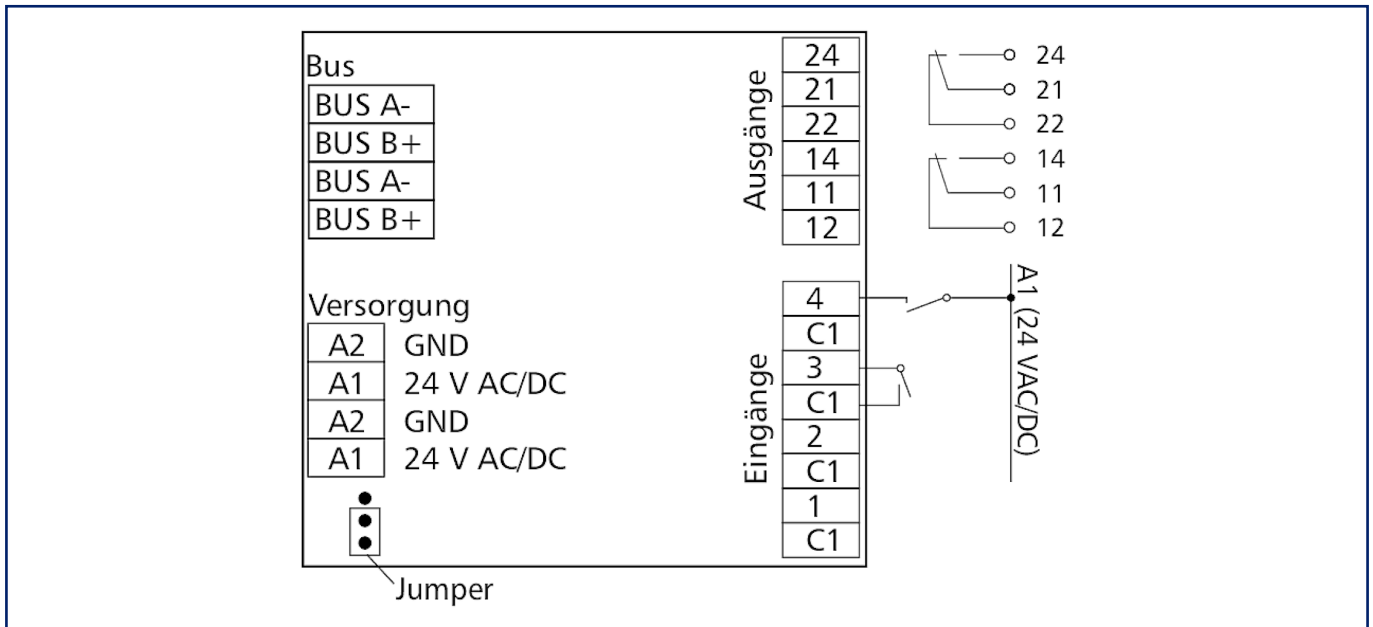 Bus
BUS A-
BUS B+
BUS A-
BUS B+
Versorgung
A2 GND
A1 24 V AC/DC
A2 GND
A1 24 V AC/DC
Jumper
Ausgänge
24
21
22
14
11
12
Eingänge
4
C1
3
C1
2
C1
1
C1
24
21
22
14
11
12
A1 (24 VAC/DC)